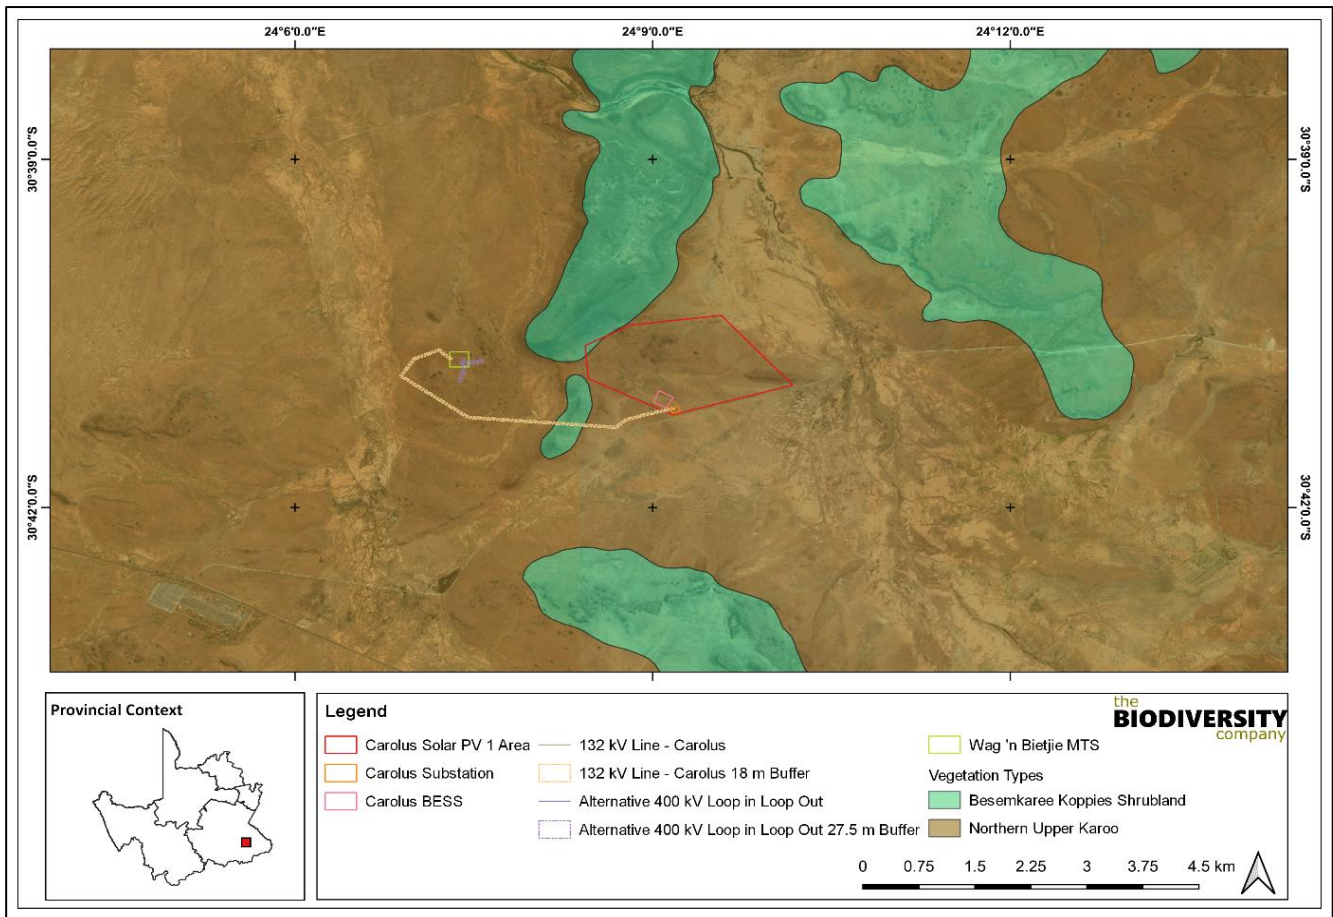 24°6'0.0"E 24°9'0.0"E 24°12'0.0"E
30°39'0.0"S 30°39'0.0"S
30°42'0.0"S 30°42'0.0"S
Provincial Context
Legend
Carolus Solar PV 1 Area
Carolus Substation
Carolus BESS
132 kV Line - Carolus
132 kV Line - Carolus 18 m Buffer
Alternative 400 kV Loop in Loop Out
Alternative 400 kV Loop in Loop Out 27.5 m Buffer
Wag 'n Bietjie MTS
Vegetation Types
Besemkaree Koppies Shrubland
Northern Upper Karoo
the
BIODIVERSITY
company
0 0.75 1.5 2.25 3 3.75 4.5 km